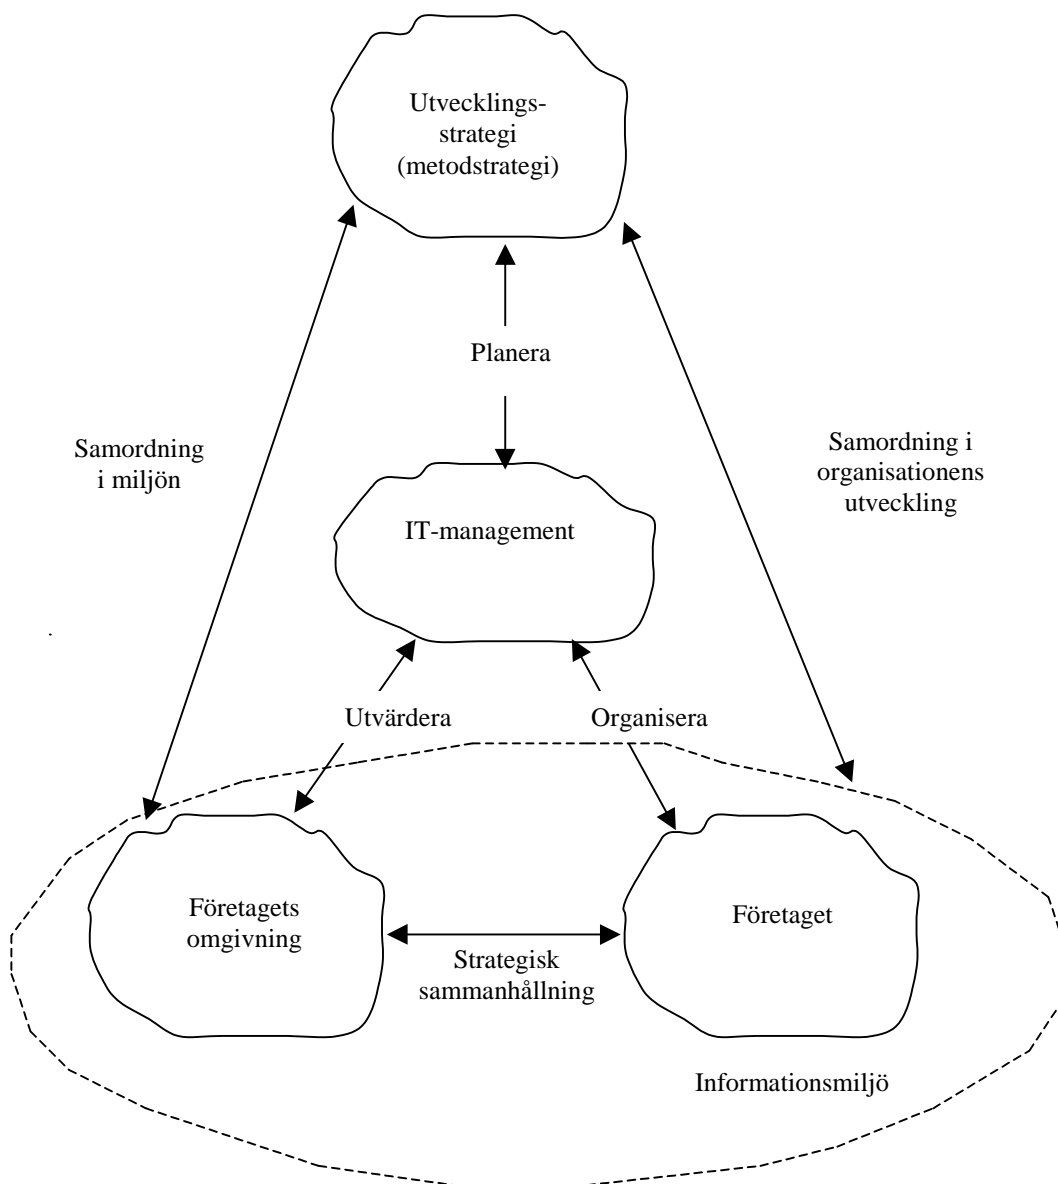 Utvecklings-
strategi
(metodstrategi)
Planera
Samordning
i miljön
Samordning i
organisationens
utveckling
IT-management
Utvärdera
Organisera
Företagets
omgivning
Företaget
Strategisk
sammanhållning
Informationsmiljö